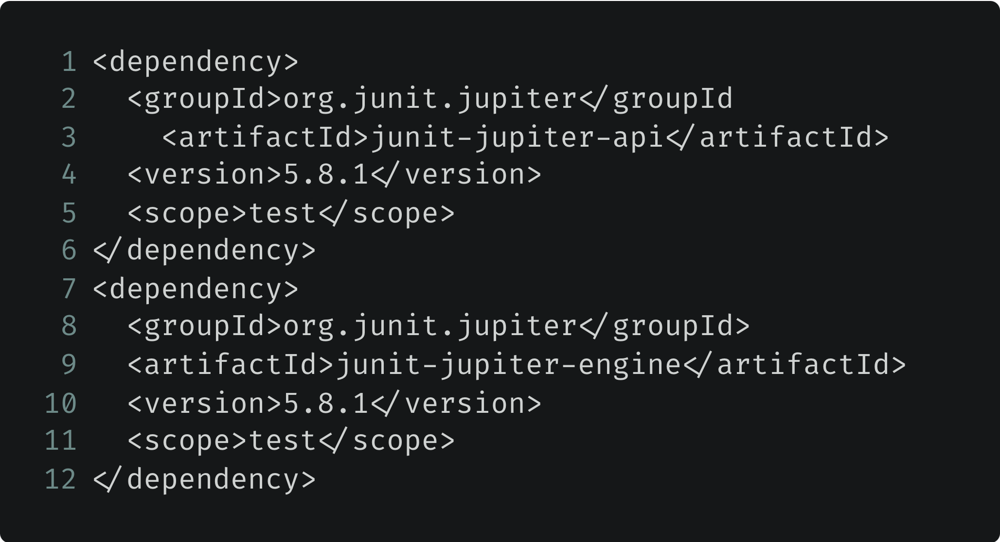 1 <dependency>
2   <groupId>org.junit.jupiter</groupId
3     <artifactId>junit-jupiter-api</artifactId>
4   <version>5.8.1</version>
5   <scope>test</scope>
6 </dependency>
7 <dependency>
8   <groupId>org.junit.jupiter</groupId>
9   <artifactId>junit-jupiter-engine</artifactId>
10   <version>5.8.1</version>
11   <scope>test</scope>
12 </dependency>